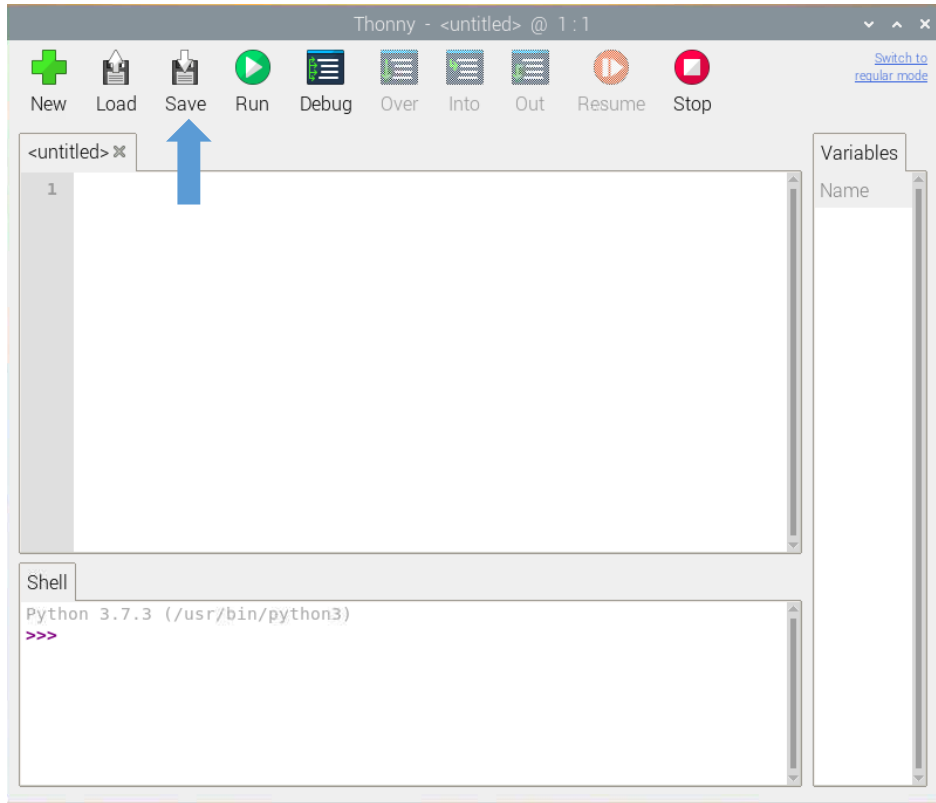 Thonny - <untitled> @ 1 : 1
New Load Save Run Debug Over Into Out Resume Stop
Switch to
regular mode
<untitled>
Variables
1
Name
Shell
Python 3.7.3 (/usr/bin/python3)
>>>